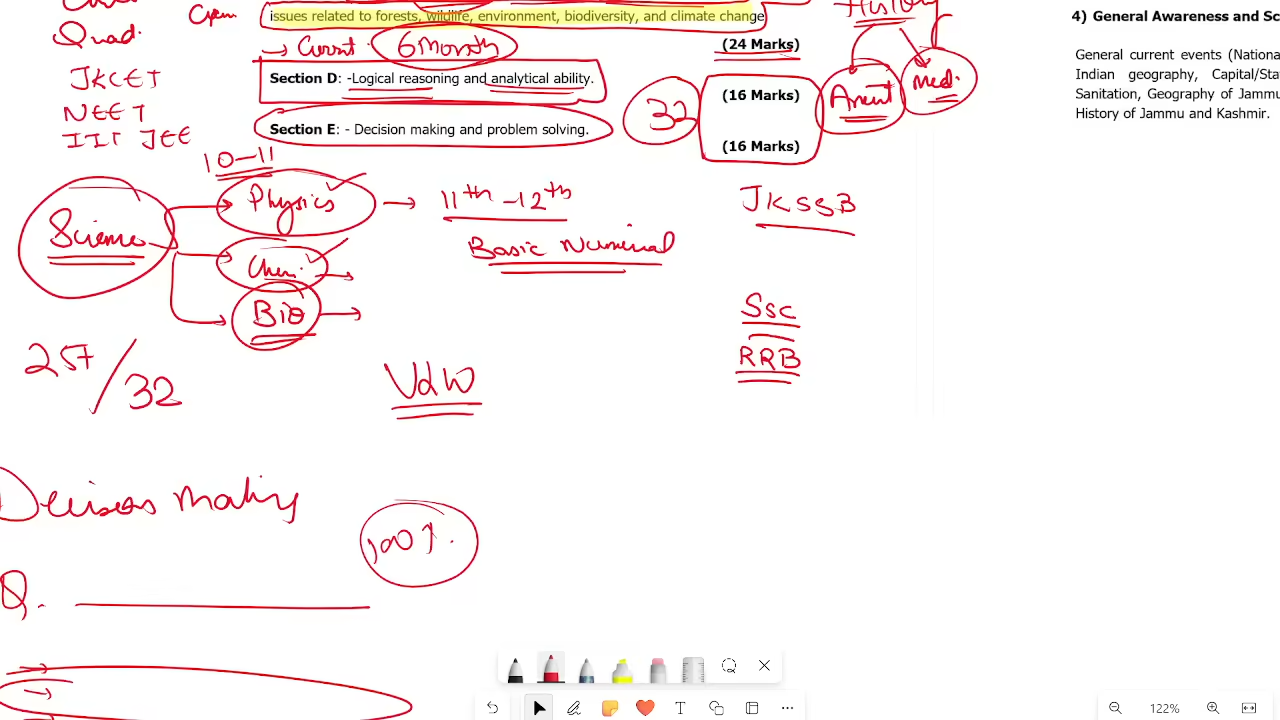 issues related to forests, wildlife, environment, biodiversity, and climate change
History
→ Current 6 Month
(24 Marks)
Quad.
JKCET
NEET
IIT JEE
Section D: -Logical reasoning and analytical ability.
(16 Marks)
32
Med.
Section E: - Decision making and problem solving.
(16 Marks)
10-11
Science
Physics → 11th -12th
Basic Numerical
Chem. →
Bio →
JKSSB
SSC
RRB
257/32
VdW
Decision Making
100%.
Q.
4) General Awareness and Sc
General current events (Nationa
Indian geography, Capital/Sta
Sanitation, Geography of Jammu
History of Jammu and Kashmir.
122%